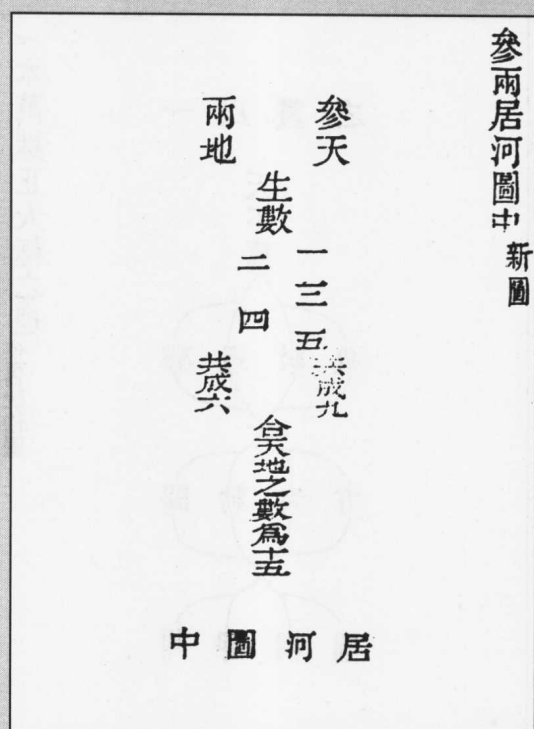 參兩居河圖中
新圖
參天
兩地
生數
一三五
二四
共成九
共成六
合天地之數為十五
居河圖中